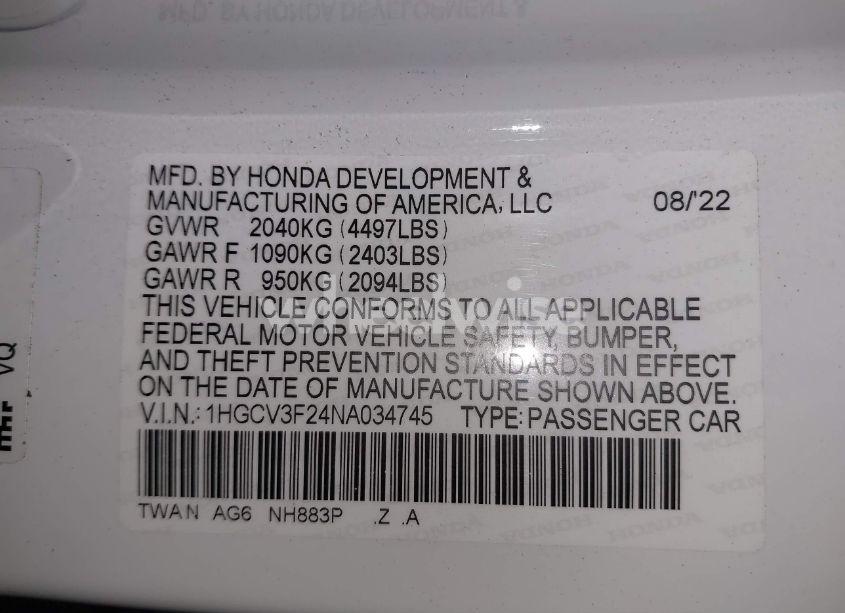 MFD. BY HONDA DEVELOPMENT &
MANUFACTURING OF AMERICA, LLC 08/'22
GVWR 2040KG (4497LBS)
GAWR F 1090KG (2403LBS)
GAWR R 950KG (2094LBS)
THIS VEHICLE CONFORMS TO ALL APPLICABLE
FEDERAL MOTOR VEHICLE SAFETY, BUMPER,
AND THEFT PREVENTION STANDARDS IN EFFECT
ON THE DATE OF MANUFACTURE SHOWN ABOVE.
V.I.N.: 1HGCV3F24NA034745 TYPE: PASSENGER CAR
TWAN AG6 NH883P .Z .A
VQ